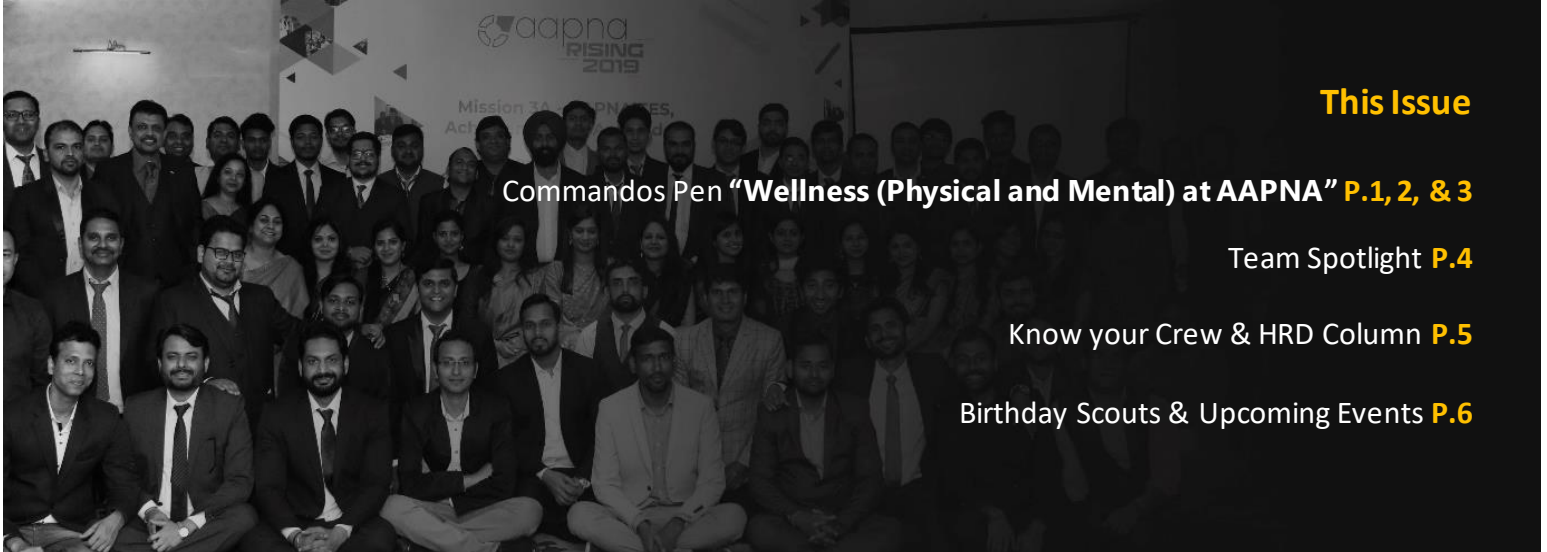 aapna
RISING
2019
Mission 3A
This Issue
Commandos Pen “Wellness (Physical and Mental) at AAPNA” P.1, 2, & 3
Team Spotlight P.4
Know your Crew & HRD Column P.5
Birthday Scouts & Upcoming Events P.6